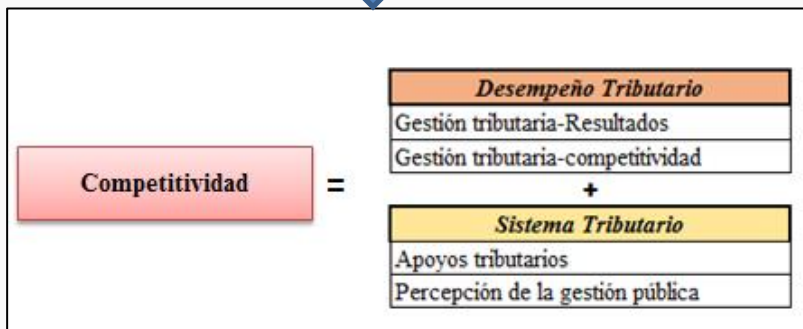 Desempeño Tributario
Gestión tributaria-Resultados
Gestión tributaria-competitividad
Competitividad
=
+
Sistema Tributario
Apoyos tributarios
Percepción de la gestión pública